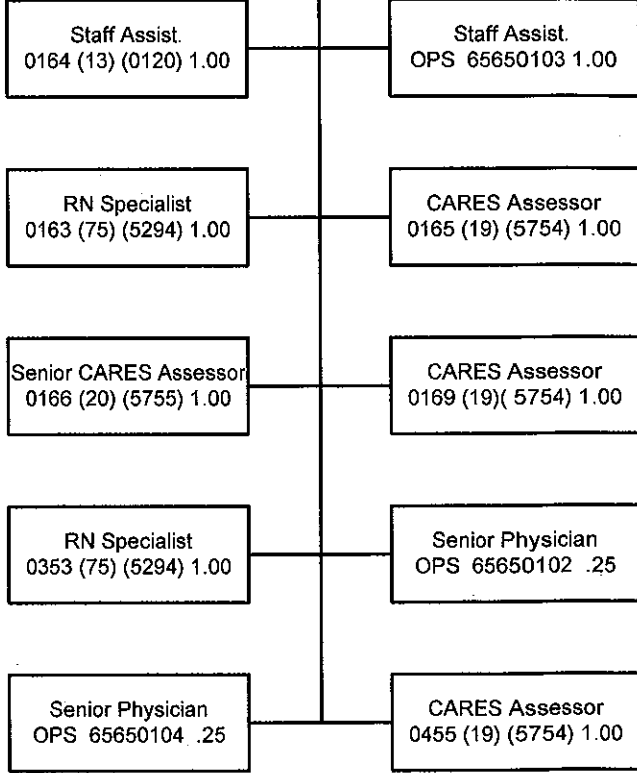 Staff Assist.
0164 (13) (0120) 1.00
Staff Assist.
OPS 65650103 1.00
RN Specialist
0163 (75) (5294) 1.00
CARES Assessor
0165 (19) (5754) 1.00
Senior CARES Assessor
0166 (20) (5755) 1.00
CARES Assessor
0169 (19)( 5754) 1.00
RN Specialist
0353 (75) (5294) 1.00
Senior Physician
OPS 65650102 .25
Senior Physician
OPS 65650104 .25
CARES Assessor
0455 (19) (5754) 1.00